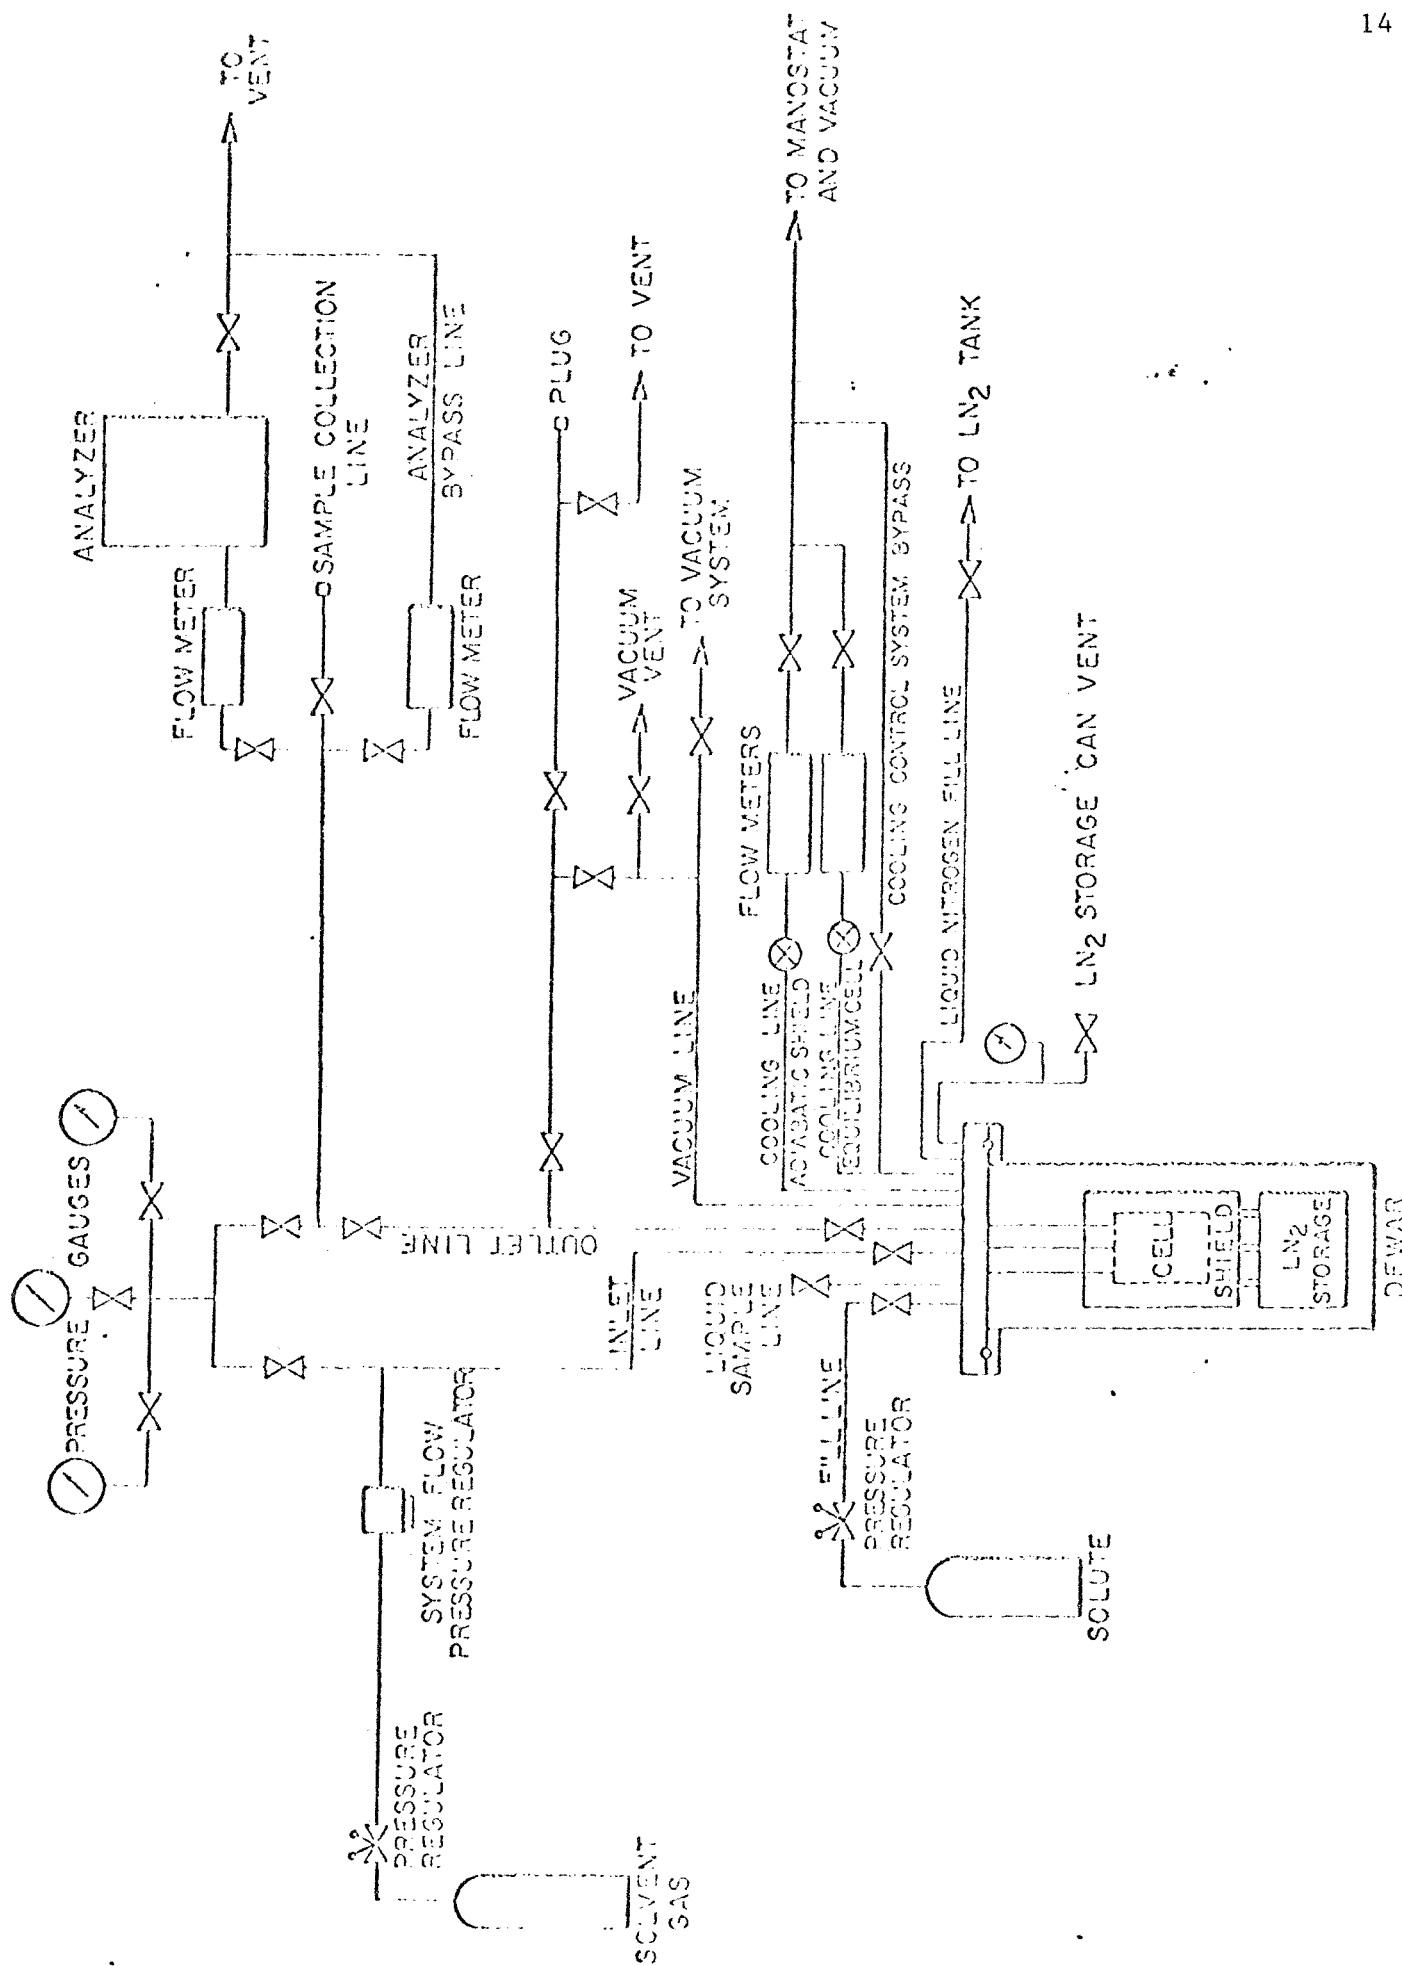 14
TO
VENT
ANALYZER
FLOW METER
SAMPLE COLLECTION
LINE
ANALYZER
BYPASS LINE
FLOW METER
PRESSURE GAUGES
PLUG
TO VENT
VACUUM
VENT
TO VACUUM
SYSTEM
OUTLET LINE
INLET
LINE
VACUUM LINE
SYSTEM FLOW
PRESSURE REGULATOR
PRESSURE
REGULATOR
SOLVENT
GAS
TO MANOSTAT
AND VACUUM
FLOW METERS
COOLING LINE
ADIABATIC SHIELD
COOLING LINE
EQUILIBRIUM CELL
COOLING CONTROL SYSTEM BYPASS
LIQUID NITROGEN FILL LINE
TO LN2 TANK
LN2 STORAGE CAN VENT
LIQUID
SAMPLE
LINE
FILL LINE
PRESSURE
REGULATOR
SOLUTE
CELL
SHIELD
LN2
STORAGE
DEWAR